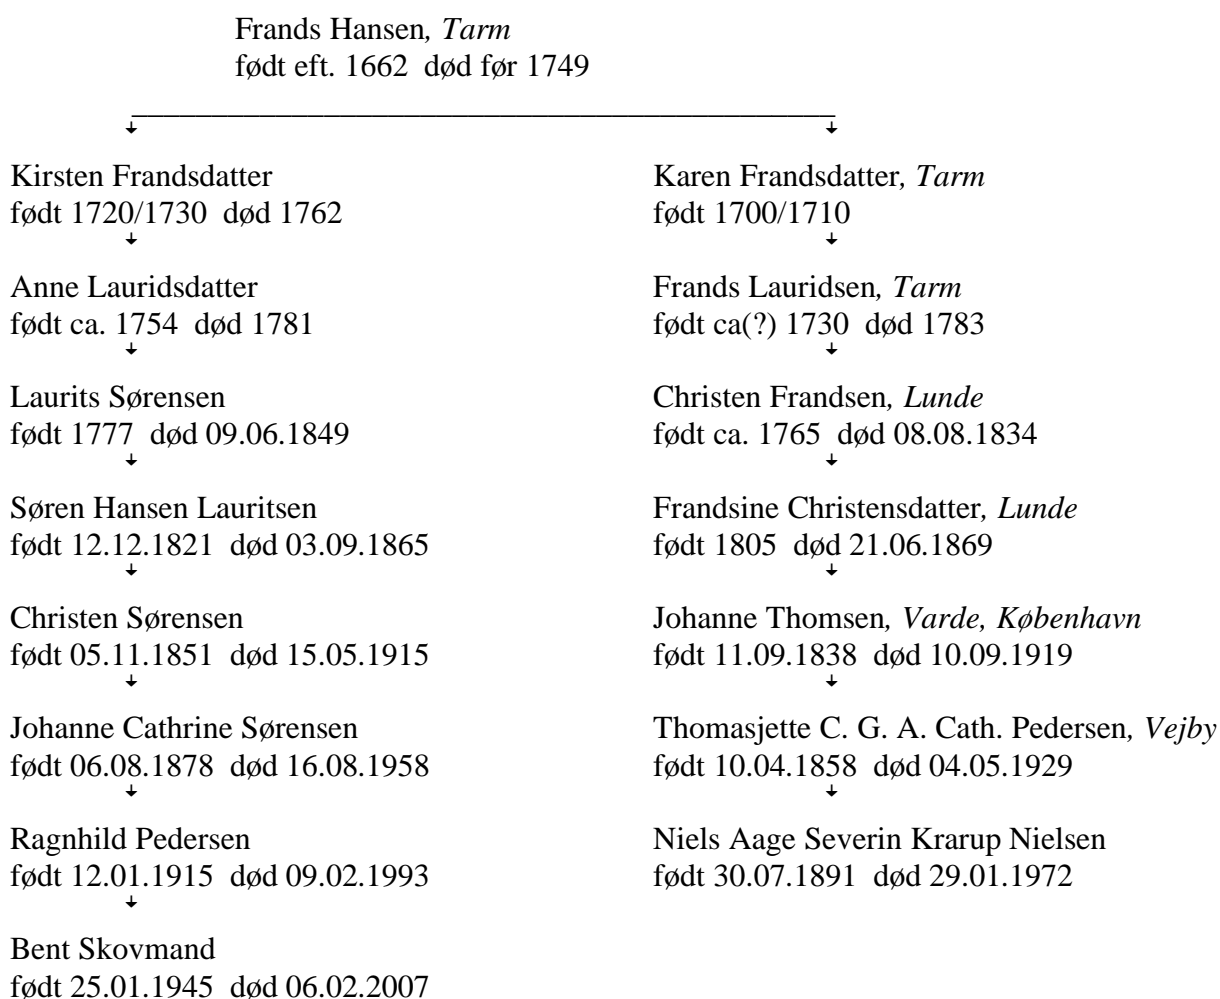 Frands Hansen, Tarm
født eft. 1662  død før 1749
Kirsten Frandsdatter
født 1720/1730  død 1762
Karen Frandsdatter, Tarm
født 1700/1710
Anne Lauridsdatter
født ca. 1754  død 1781
Frands Lauridsen, Tarm
født ca(?) 1730  død 1783
Laurits Sørensen
født 1777  død 09.06.1849
Christen Frandsen, Lunde
født ca. 1765  død 08.08.1834
Søren Hansen Lauritsen
født 12.12.1821  død 03.09.1865
Frandsine Christensdatter, Lunde
født 1805  død 21.06.1869
Christen Sørensen
født 05.11.1851  død 15.05.1915
Johanne Thomsen, Varde, København
født 11.09.1838  død 10.09.1919
Johanne Cathrine Sørensen
født 06.08.1878  død 16.08.1958
Thomasjette C. G. A. Cath. Pedersen, Vejby
født 10.04.1858  død 04.05.1929
Ragnhild Pedersen
født 12.01.1915  død 09.02.1993
Niels Aage Severin Krarup Nielsen
født 30.07.1891  død 29.01.1972
Bent Skovmand
født 25.01.1945  død 06.02.2007